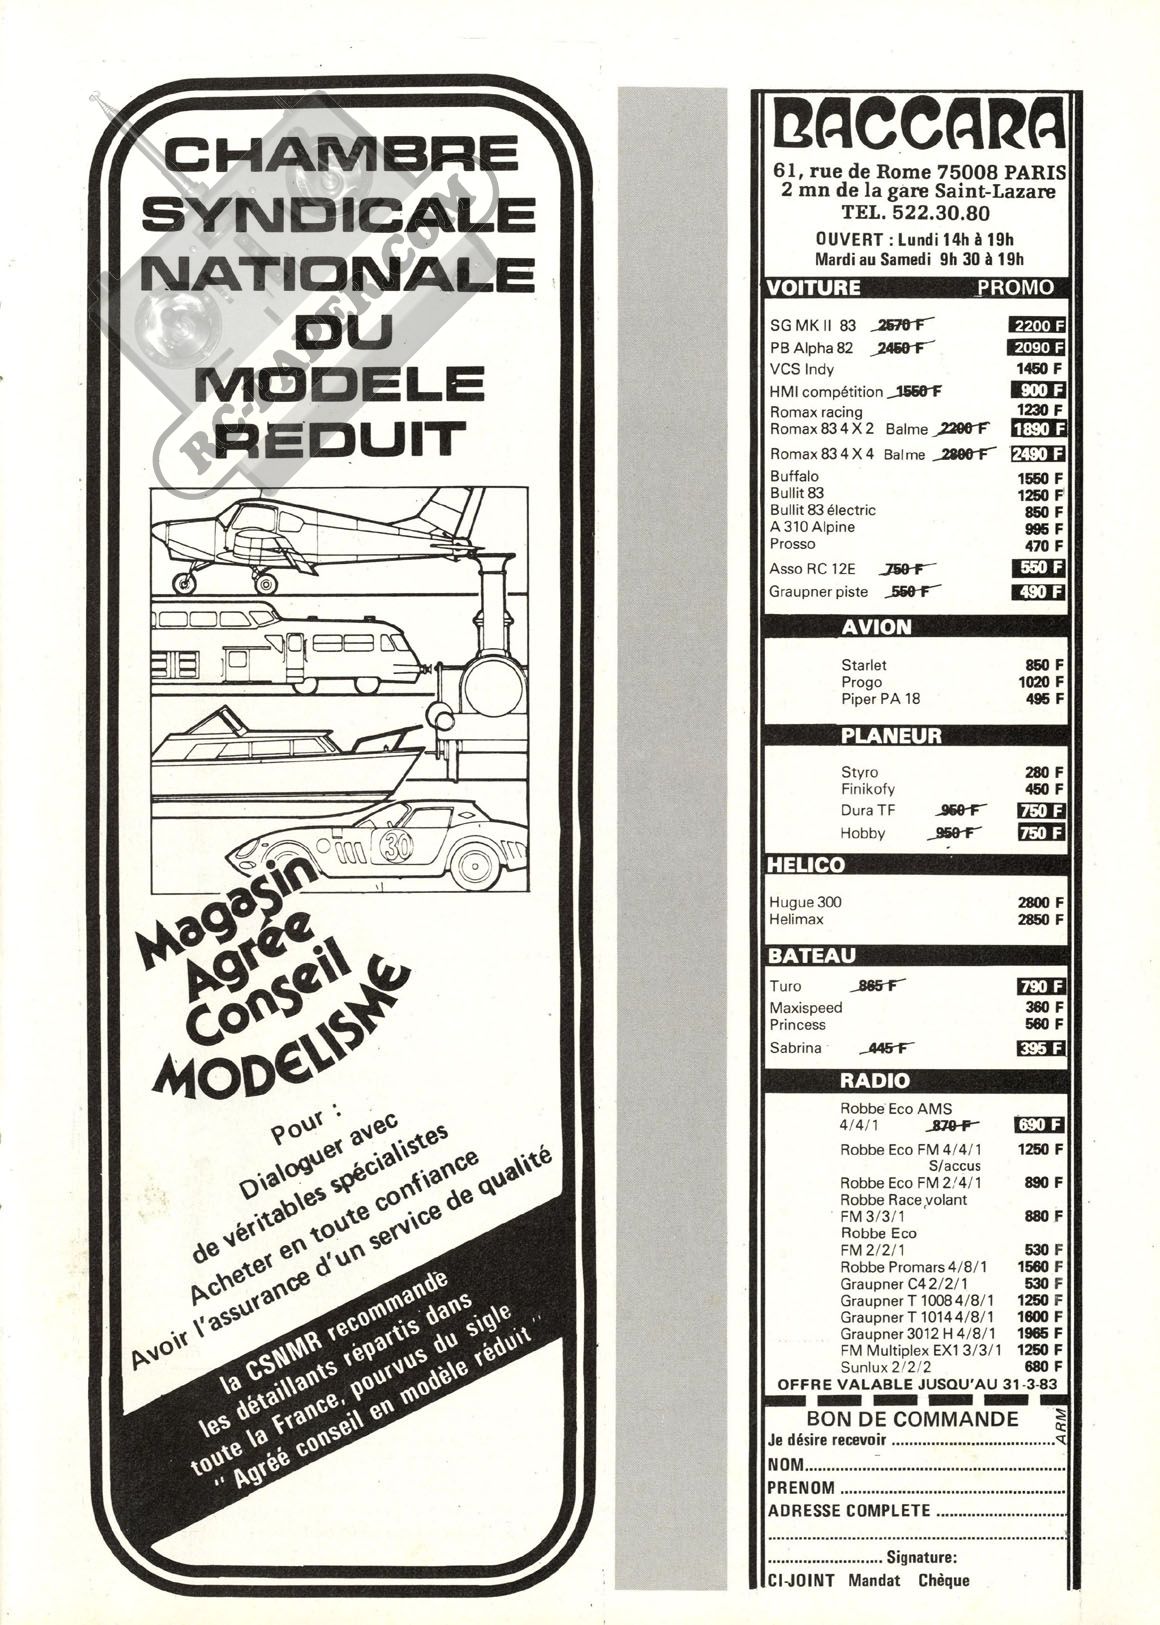 CHAMBRE
SYNDICALE
NATIONALE
DU
MODELE
REDUIT
RC-PAPER.COM
30
Magasin
Agrée
Conseil
MODELISME
Pour :
Dialoguer avec
de véritables spécialistes
Acheter en toute confiance
Avoir l'assurance d'un service de qualité
la CSNMR recommande
les détaillants répartis dans
toute la France, pourvus du sigle
" Agréé conseil en modèle réduit "
BACCARA
61, rue de Rome 75008 PARIS
2 mn de la gare Saint-Lazare
TEL. 522.30.80
OUVERT : Lundi 14h à 19h
Mardi au Samedi 9h 30 à 19h
VOITURE PROMO
SG MK II 83 2570 F 2200 F
PB Alpha 82 2450 F 2090 F
VCS Indy 1450 F
HMI compétition 1550 F 900 F
Romax racing 1230 F
Romax 83 4 X 2 Balme 2200 F 1890 F
Romax 83 4 X 4 Balme 2800 F 2490 F
Buffalo 1550 F
Bullit 83 1250 F
Bullit 83 électric 850 F
A 310 Alpine 995 F
Prosso 470 F
Asso RC 12E 750 F 550 F
Graupner piste 550 F 490 F
AVION
Starlet 850 F
Progo 1020 F
Piper PA 18 495 F
PLANEUR
Styro 280 F
Finikofy 450 F
Dura TF 950 F 750 F
Hobby 950 F 750 F
HELICO
Hugue 300 2800 F
Helimax 2850 F
BATEAU
Turo 865 F 790 F
Maxispeed 360 F
Princess 560 F
Sabrina 445 F 395 F
RADIO
Robbe Eco AMS
4/4/1 870 F 690 F
Robbe Eco FM 4/4/1 1250 F
S/accus
Robbe Eco FM 2/4/1 890 F
Robbe Race volant
FM 3/3/1 880 F
Robbe Eco
FM 2/2/1 530 F
Robbe Promars 4/8/1 1560 F
Graupner C4 2/2/1 530 F
Graupner T 1008 4/8/1 1250 F
Graupner T 1014 4/8/1 1600 F
Graupner 3012 H 4/8/1 1965 F
FM Multiplex EX1 3/3/1 1250 F
Sunlux 2/2/2 680 F
OFFRE VALABLE JUSQU'AU 31-3-83
BON DE COMMANDE
ARM
Je désire recevoir ........................................
NOM................................................................
PRENOM ........................................................
ADRESSE COMPLETE ................................
........................................................................
........................... Signature:
CI-JOINT Mandat Chèque